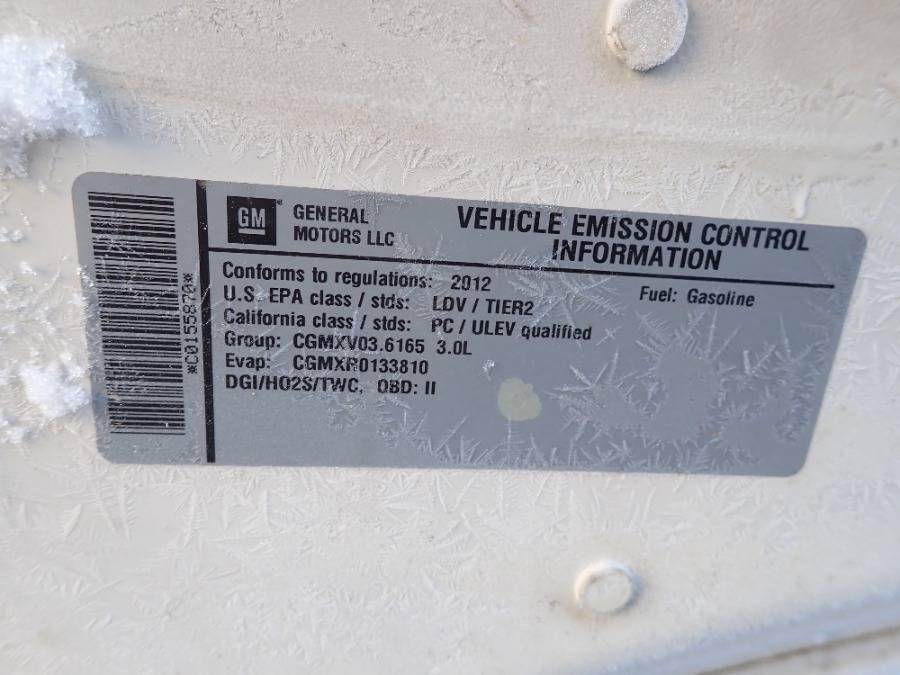 GM
GENERAL
MOTORS LLC
VEHICLE EMISSION CONTROL
INFORMATION
Conforms to regulations: 2012
Fuel: Gasoline
U.S. EPA class / stds: LDV / TIER2
California class / stds: PC / ULEV qualified
Group: CGMXV03.6165 3.0L
Evap: CGMXR0133810
DGI/HO2S/TWC, OBD: II
*C0155870*